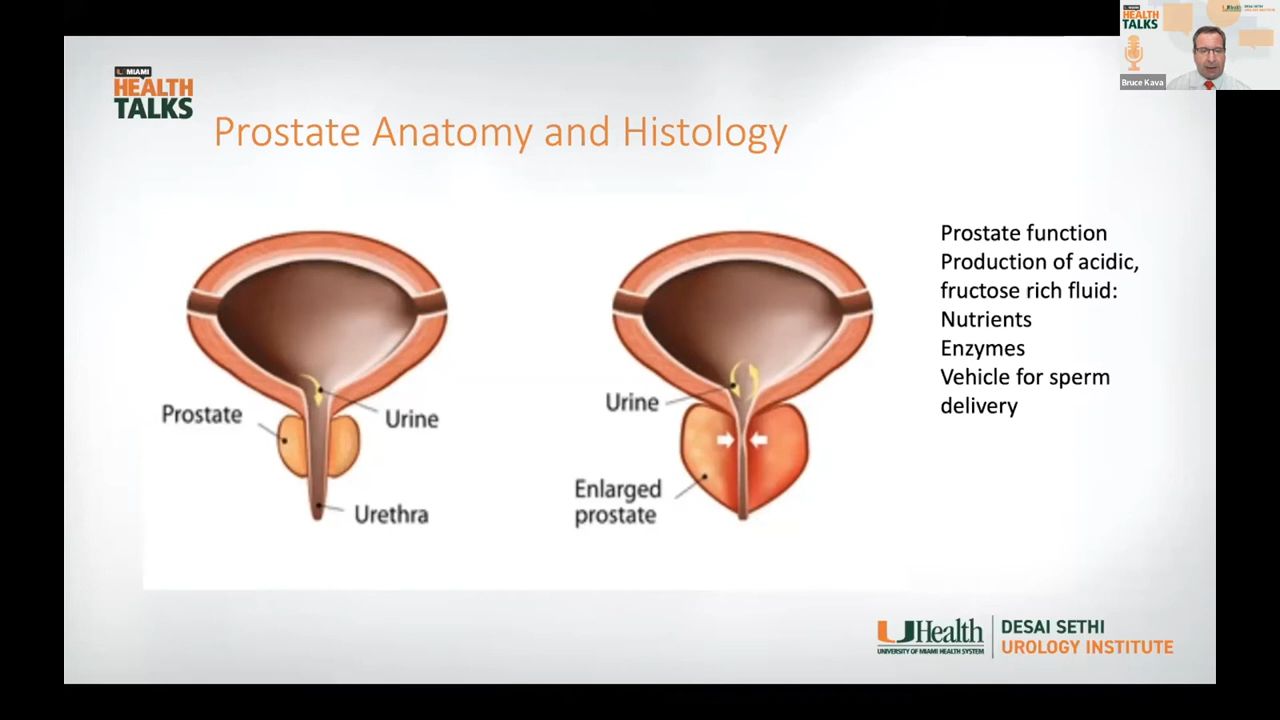 MIAMI
HEALTH
TALKS
Bruce Kava
MIAMI
HEALTH
TALKS
Prostate Anatomy and Histology
Prostate
Urine
Urethra
Urine
Enlarged
prostate
Prostate function
Production of acidic,
fructose rich fluid:
Nutrients
Enzymes
Vehicle for sperm
delivery
UHealth
UNIVERSITY OF MIAMI HEALTH SYSTEM
DESAI SETHI
UROLOGY INSTITUTE